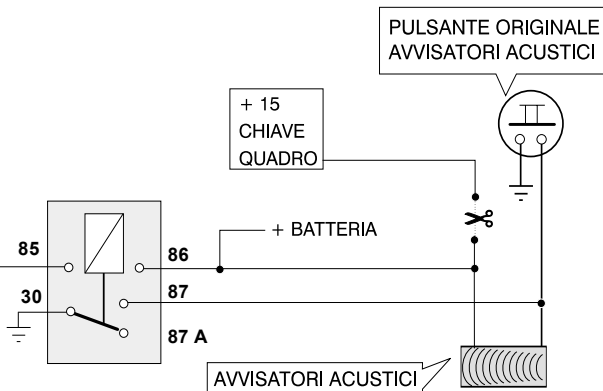 PULSANTE ORIGINALE
AVVISATORI ACUSTICI
+ 15
CHIAVE
QUADRO
+ BATTERIA
85
86
30
87
87 A
AVVISATORI ACUSTICI